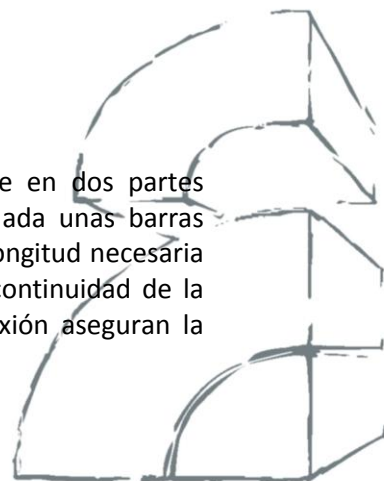 e en dos partes
ada unas barras
ongitud necesaria
continuidad de la
xión aseguran la